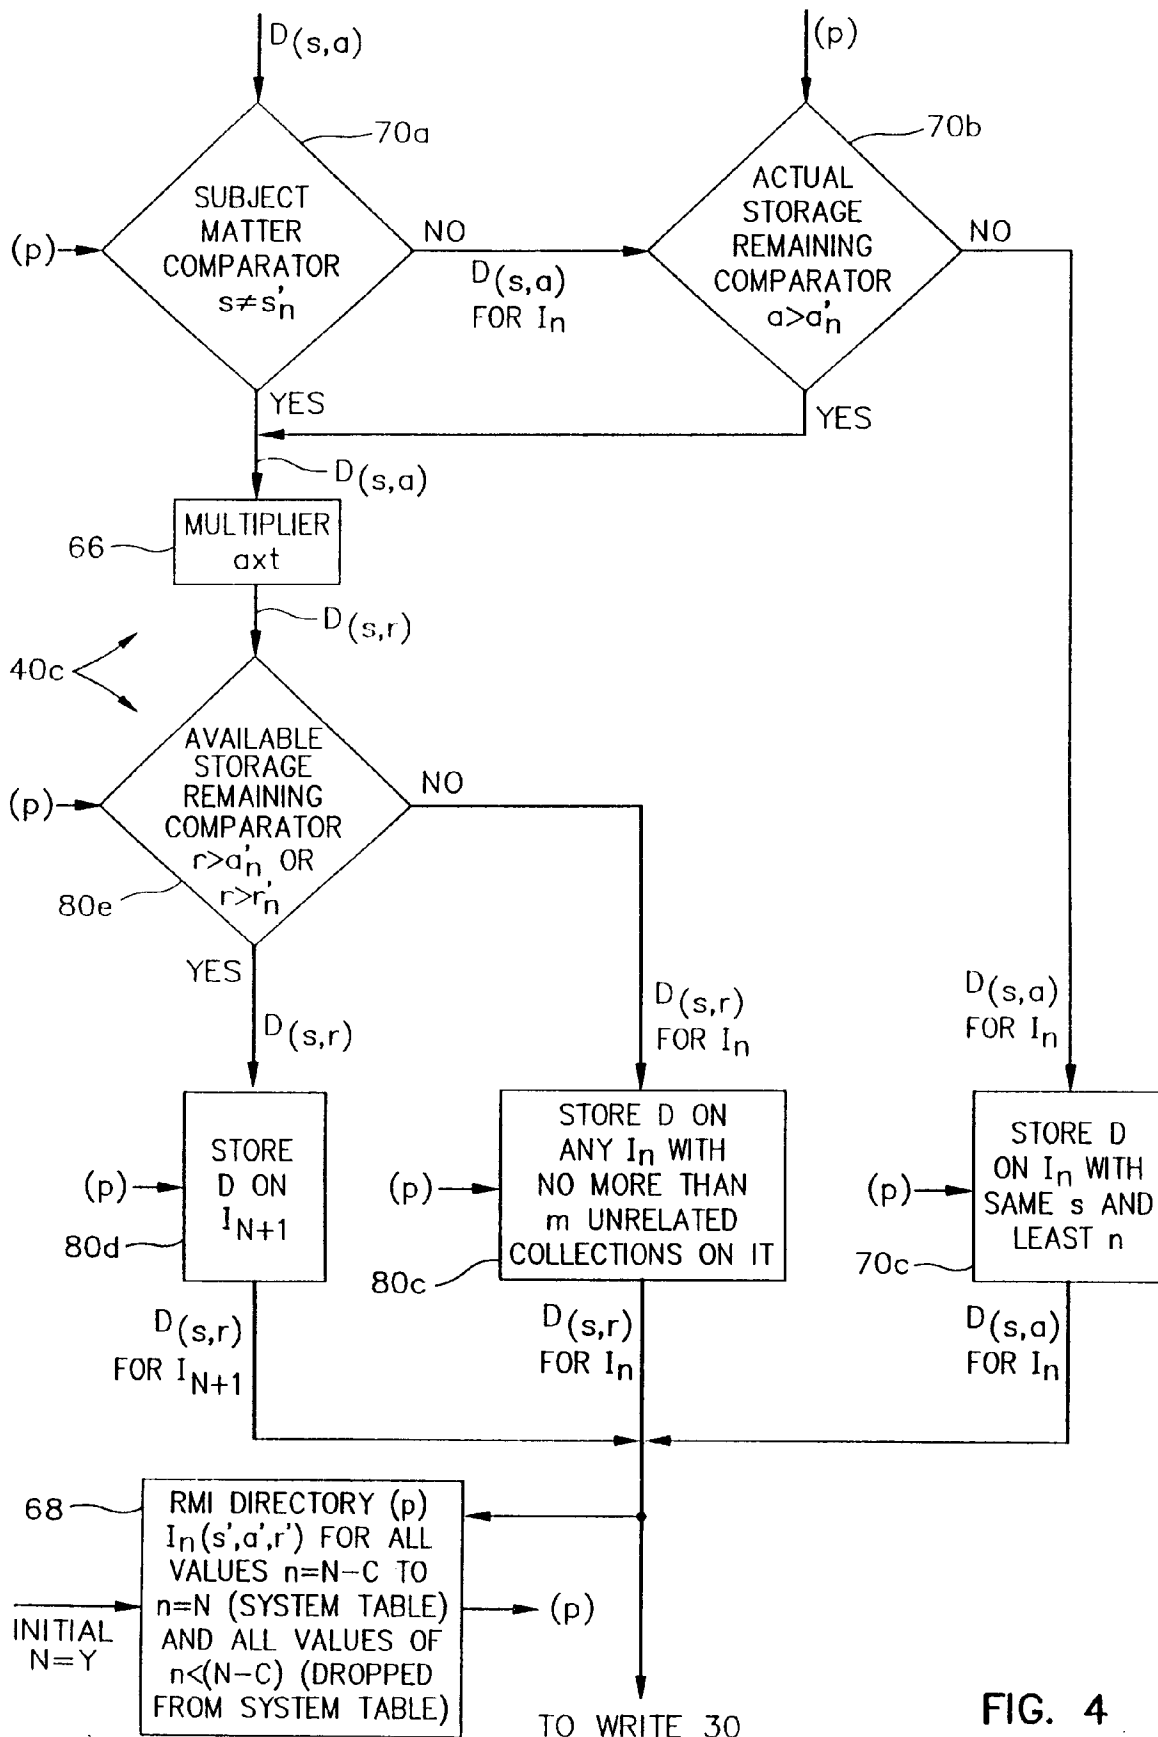 D(s,a)
(p)
70a
70b
SUBJECT
MATTER
COMPARATOR
s≠s'n
(p)
NO
D(s,a)
FOR In
ACTUAL
STORAGE
REMAINING
COMPARATOR
a>a'n
NO
YES
YES
D(s,a)
66
MULTIPLIER
axt
D(s,r)
40c
AVAILABLE
STORAGE
REMAINING
COMPARATOR
r>a'n OR
r>r'n
(p)
NO
80e
YES
D(s,r)
D(s,r)
FOR In
D(s,a)
FOR In
STORE
D ON
IN+1
(p)
80d
STORE D ON
ANY In WITH
NO MORE THAN
m UNRELATED
COLLECTIONS ON IT
(p)
80c
STORE D
ON In WITH
SAME s AND
LEAST n
(p)
70c
D(s,r)
FOR IN+1
D(s,r)
FOR In
D(s,a)
FOR In
68
RMI DIRECTORY (p)
In(s',a',r') FOR ALL
VALUES n=N-C TO
n=N (SYSTEM TABLE)
AND ALL VALUES OF
n<(N-C) (DROPPED
FROM SYSTEM TABLE)
INITIAL
N=Y
(p)
TO WRITE 30
FIG. 4